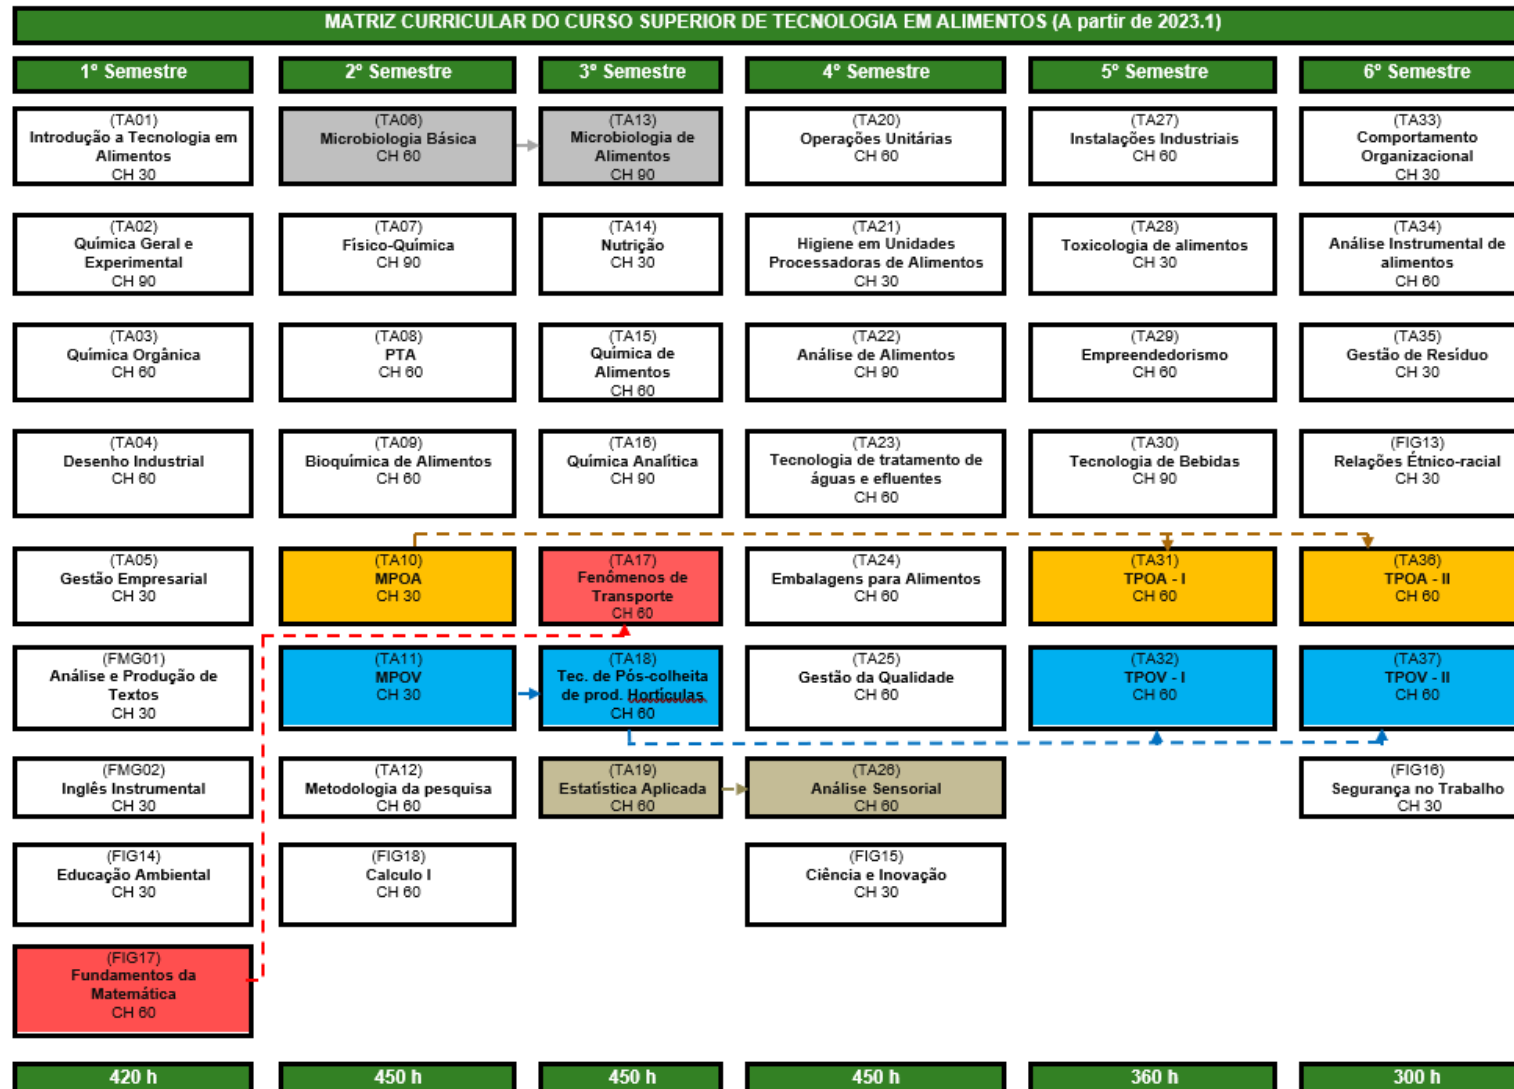 MATRIZ CURRICULAR DO CURSO SUPERIOR DE TECNOLOGIA EM ALIMENTOS (A partir de 2023.1)
1º Semestre
(TA01)
Introdução a Tecnologia em
Alimentos
CH 30
(TA02)
Química Geral e
Experimental
CH 90
(TA03)
Química Orgânica
CH 60
(TA04)
Desenho Industrial
CH 60
(TA05)
Gestão Empresarial
CH 30
(FMG01)
Análise e Produção de
Textos
CH 30
(FMG02)
Inglês Instrumental
CH 30
(FIG14)
Educação Ambiental
CH 30
(FIG17)
Fundamentos da
Matemática
CH 60
420 h
2º Semestre
(TA06)
Microbiologia Básica
CH 60
(TA07)
Físico-Química
CH 90
(TA08)
PTA
CH 60
(TA09)
Bioquímica de Alimentos
CH 60
(TA10)
MPOA
CH 30
(TA11)
MPOV
CH 30
(TA12)
Metodologia da pesquisa
CH 60
(FIG18)
Calculo I
CH 60
450 h
3º Semestre
(TA13)
Microbiologia de
Alimentos
CH 90
(TA14)
Nutrição
CH 30
(TA15)
Química de
Alimentos
CH 60
(TA16)
Química Analítica
CH 90
(TA17)
Fenômenos de
Transporte
CH 60
(TA18)
Tec. de Pós-colheita
de prod. Hortículas
CH 60
(TA19)
Estatística Aplicada
CH 60
450 h
4º Semestre
(TA20)
Operações Unitárias
CH 60
(TA21)
Higiene em Unidades
Processadoras de Alimentos
CH 30
(TA22)
Análise de Alimentos
CH 90
(TA23)
Tecnologia de tratamento de
águas e efluentes
CH 60
(TA24)
Embalagens para Alimentos
CH 60
(TA25)
Gestão da Qualidade
CH 60
(TA26)
Análise Sensorial
CH 60
(FIG15)
Ciência e Inovação
CH 30
450 h
5º Semestre
(TA27)
Instalações Industriais
CH 60
(TA28)
Toxicologia de alimentos
CH 30
(TA29)
Empreendedorismo
CH 60
(TA30)
Tecnologia de Bebidas
CH 90
(TA31)
TPOA - I
CH 60
(TA32)
TPOV - I
CH 60
360 h
6º Semestre
(TA33)
Comportamento
Organizacional
CH 30
(TA34)
Análise Instrumental de
alimentos
CH 60
(TA35)
Gestão de Resíduo
CH 30
(FIG13)
Relações Étnico-racial
CH 30
(TA36)
TPOA - II
CH 60
(TA37)
TPOV - II
CH 60
(FIG16)
Segurança no Trabalho
CH 30
300 h